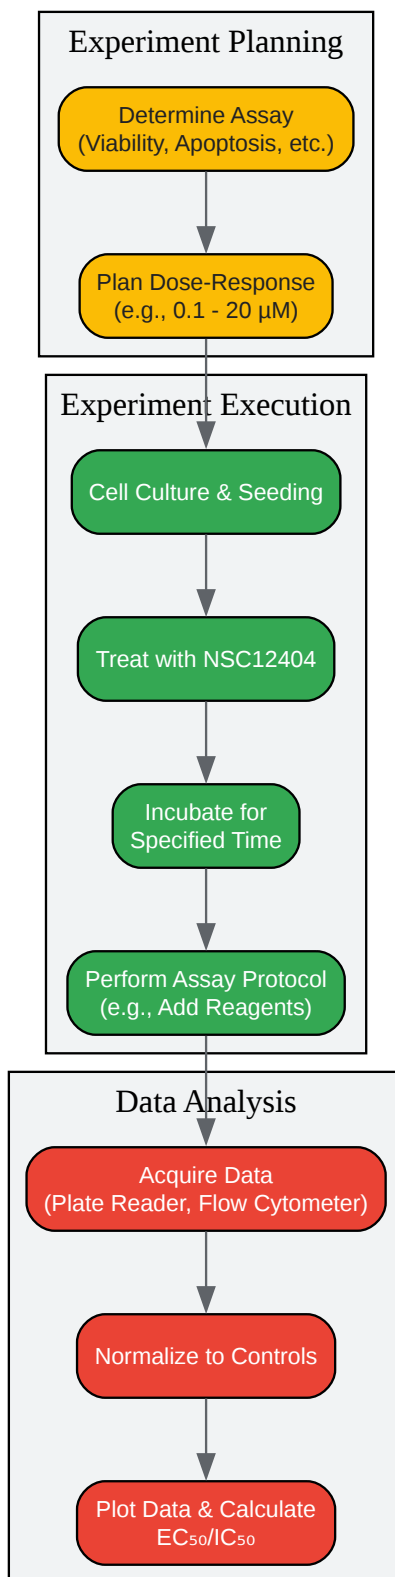 Experiment Planning
Determine Assay
(Viability, Apoptosis, etc.)
Plan Dose-Response
(e.g., 0.1 - 20 µM)
Experiment Execution
Cell Culture & Seeding
Treat with NSC12404
Incubate for
Specified Time
Perform Assay Protocol
(e.g., Add Reagents)
Data Analysis
Acquire Data
(Plate Reader, Flow Cytometer)
Normalize to Controls
Plot Data & Calculate
EC₅₀/IC₅₀